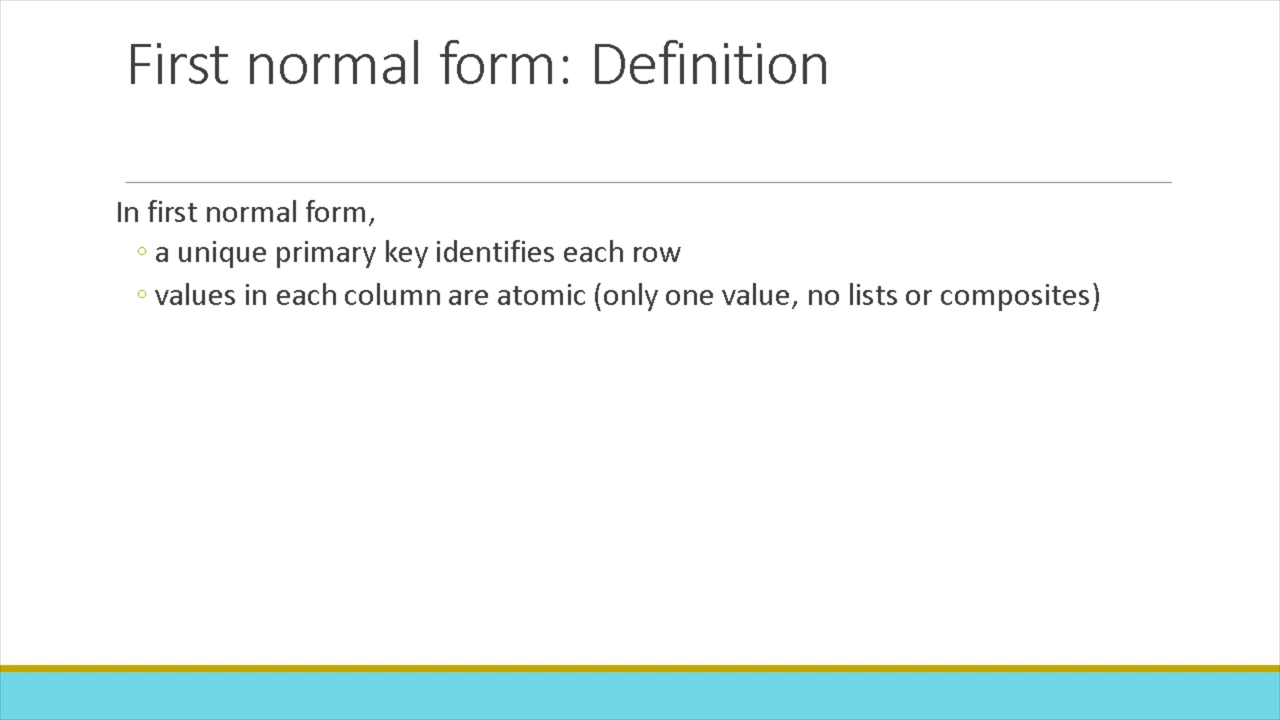 First normal form: Definition
In first normal form,
◦ a unique primary key identifies each row
◦ values in each column are atomic (only one value, no lists or composites)